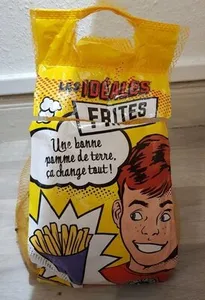 LES IDÉALES
FRITES
Une bonne
pomme de terre,
ça change tout !